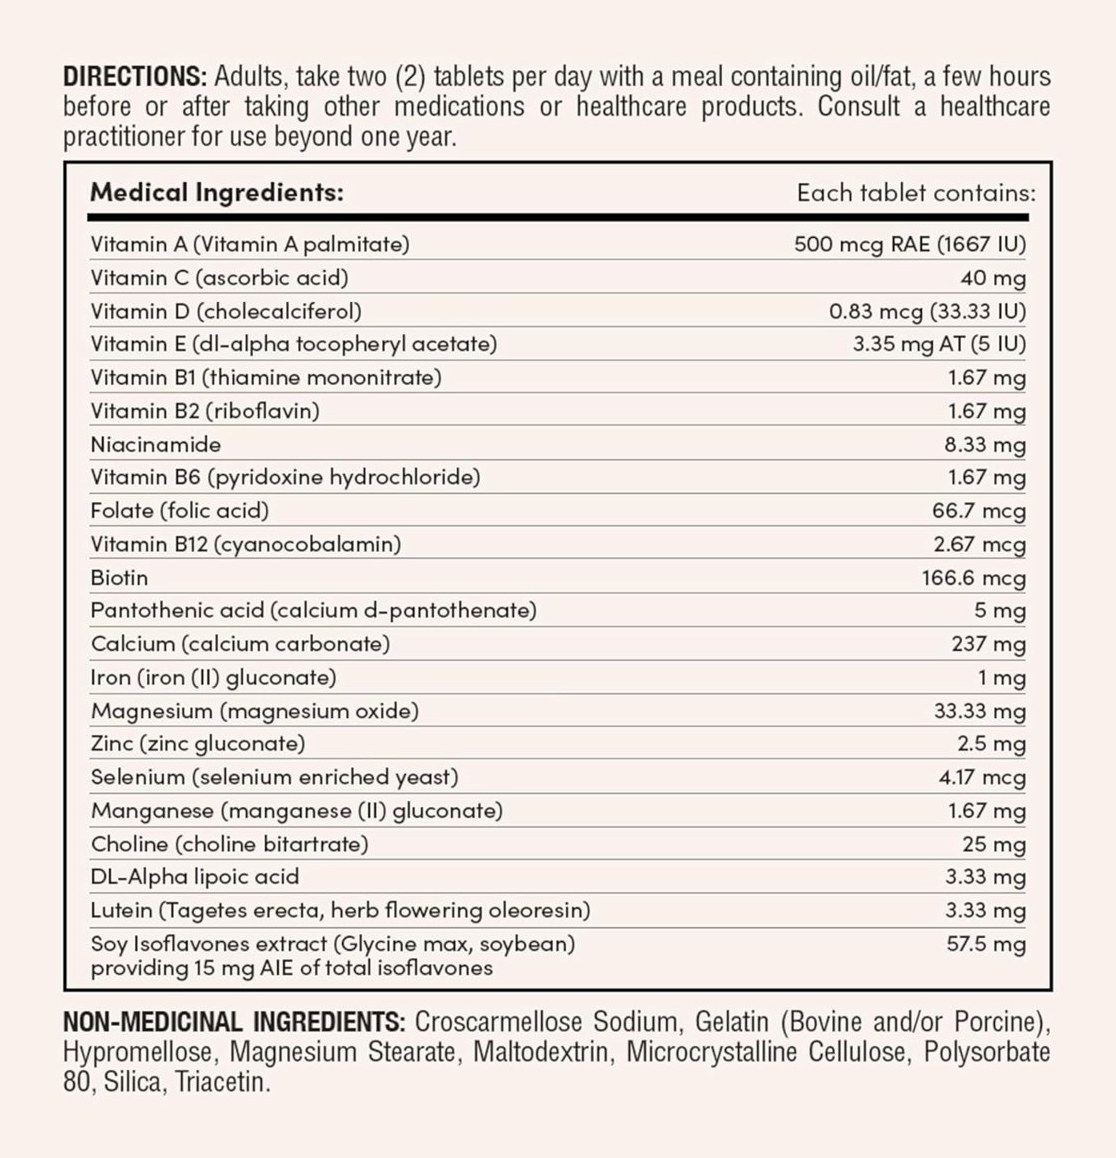 DIRECTIONS: Adults, take two (2) tablets per day with a meal containing oil/fat, a few hours
before or after taking other medications or healthcare products. Consult a healthcare
practitioner for use beyond one year.
Medical Ingredients: Each tablet contains:
Vitamin A (Vitamin A palmitate) 500 mcg RAE (1667 IU)
Vitamin C (ascorbic acid) 40 mg
Vitamin D (cholecalciferol) 0.83 mcg (33.33 IU)
Vitamin E (dl-alpha tocopheryl acetate) 3.35 mg AT (5 IU)
Vitamin B1 (thiamine mononitrate) 1.67 mg
Vitamin B2 (riboflavin) 1.67 mg
Niacinamide 8.33 mg
Vitamin B6 (pyridoxine hydrochloride) 1.67 mg
Folate (folic acid) 66.7 mcg
Vitamin B12 (cyanocobalamin) 2.67 mcg
Biotin 166.6 mcg
Pantothenic acid (calcium d-pantothenate) 5 mg
Calcium (calcium carbonate) 237 mg
Iron (iron (II) gluconate) 1 mg
Magnesium (magnesium oxide) 33.33 mg
Zinc (zinc gluconate) 2.5 mg
Selenium (selenium enriched yeast) 4.17 mcg
Manganese (manganese (II) gluconate) 1.67 mg
Choline (choline bitartrate) 25 mg
DL-Alpha lipoic acid 3.33 mg
Lutein (Tagetes erecta, herb flowering oleoresin) 3.33 mg
Soy Isoflavones extract (Glycine max, soybean) 57.5 mg
providing 15 mg AIE of total isoflavones
NON-MEDICINAL INGREDIENTS: Croscarmellose Sodium, Gelatin (Bovine and/or Porcine),
Hypromellose, Magnesium Stearate, Maltodextrin, Microcrystalline Cellulose, Polysorbate
80, Silica, Triacetin.